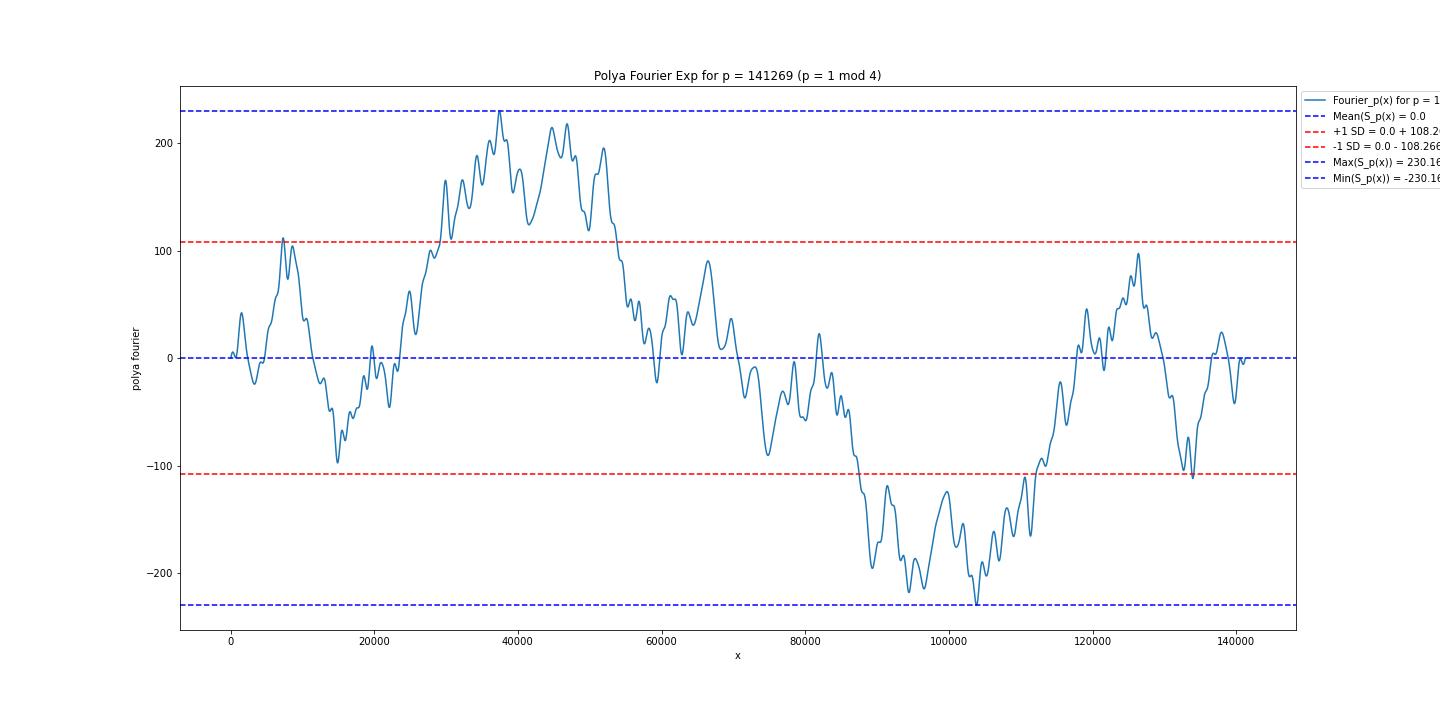 Polya Fourier Exp for p = 141269 (p = 1 mod 4)
Fourier_p(x) for p = 1
Mean(S_p(x) = 0.0
+1 SD = 0.0 + 108.2
-1 SD = 0.0 - 108.266
Max(S_p(x)) = 230.16
Min(S_p(x)) = -230.16
polya fourier
200
100
0
−100
−200
0 20000 40000 60000 80000 100000 120000 140000
x